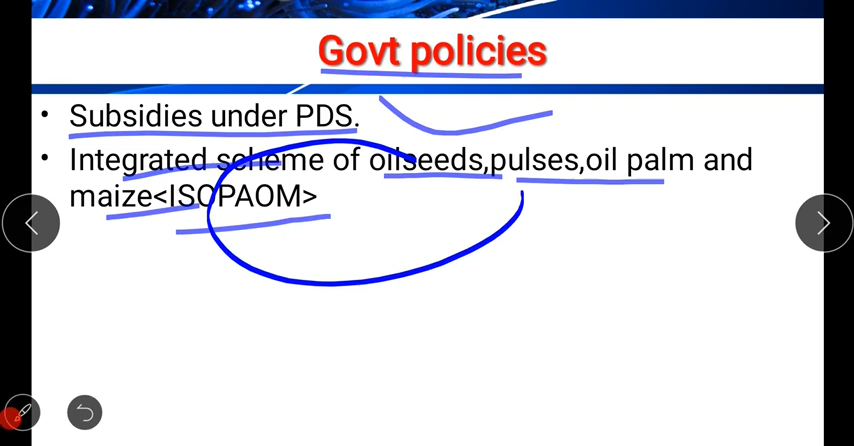 Govt policies
• Subsidies under PDS.
• Integrated scheme of oilseeds,pulses,oil palm and
maize<ISOPAOM>